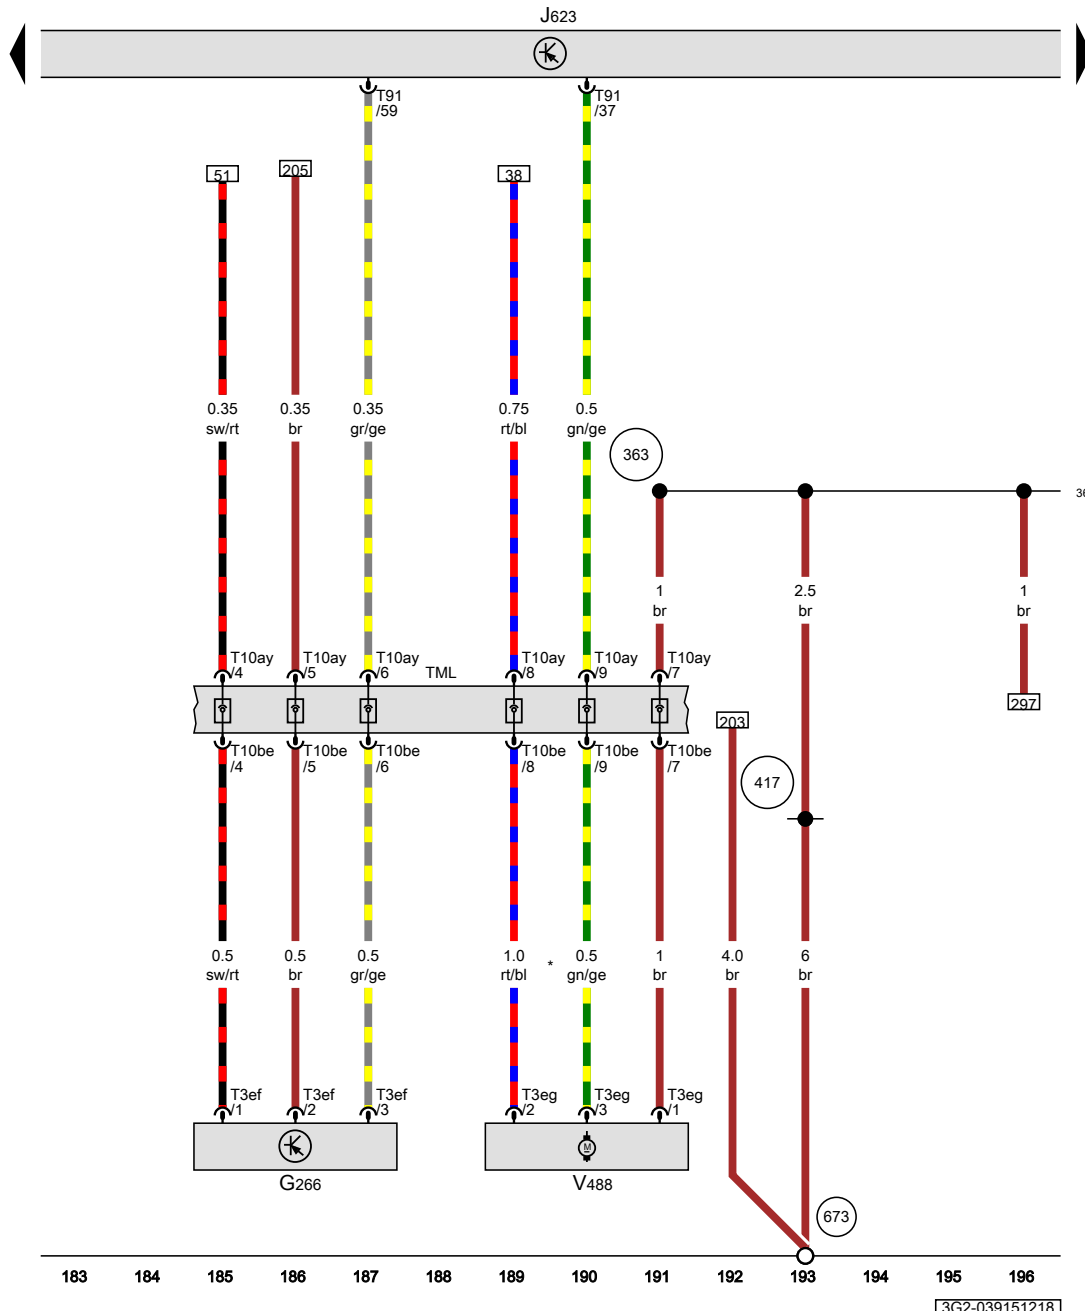 J623
T91
/59
T91
/37
51
205
38
0.35
sw/rt
0.35
br
0.35
gr/ge
0.75
rt/bl
0.5
gn/ge
363
36
1
br
2.5
br
1
br
T10ay
/4
T10ay
/5
T10ay
/6
TML
T10ay
/8
T10ay
/9
T10ay
/7
297
203
T10be
/4
T10be
/5
T10be
/6
T10be
/8
T10be
/9
T10be
/7
417
0.5
sw/rt
0.5
br
0.5
gr/ge
1.0
rt/bl
*
0.5
gn/ge
1
br
4.0
br
6
br
T3ef
/1
T3ef
/2
T3ef
/3
T3eg
/2
T3eg
/3
T3eg
/1
M
G266
V488
673
183 184 185 186 187 188 189 190 191 192 193 194 195 196
3G2-039151218